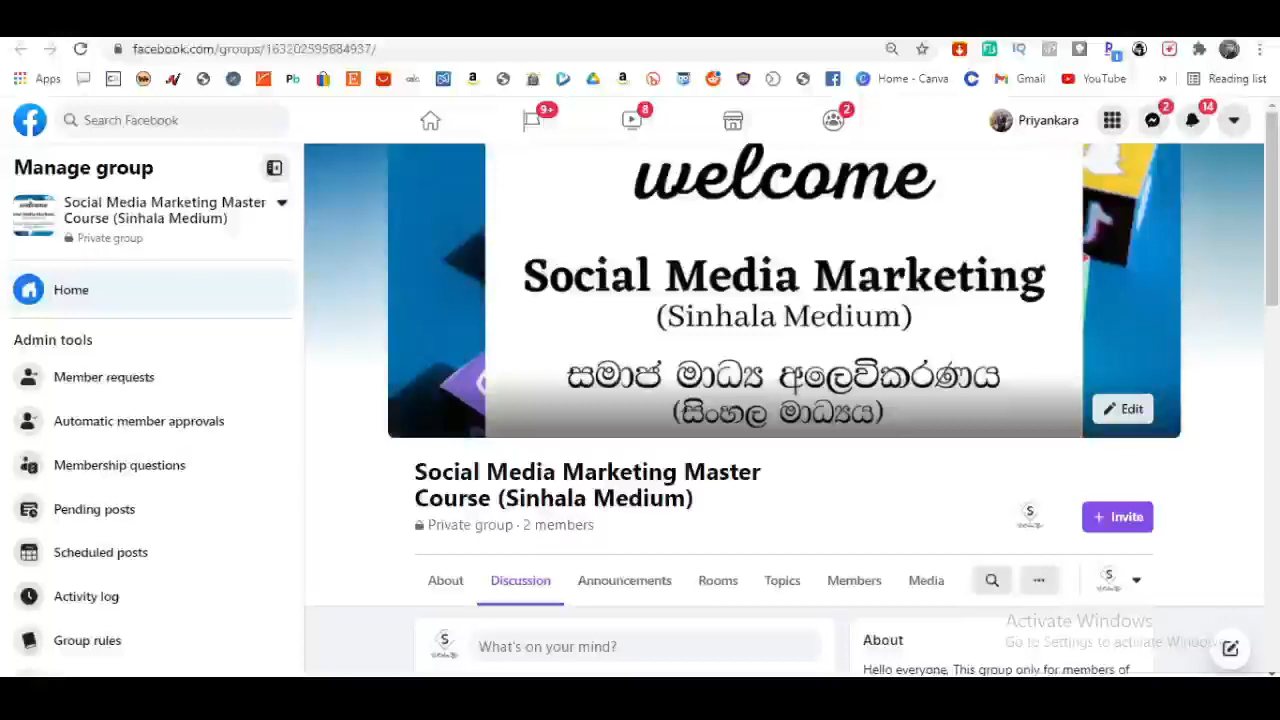 facebook.com/groups/163202595684937/
Apps
Pb
Home - Canva
Gmail
YouTube
»
Reading list
Search Facebook
9+
8
2
Priyankara
2
14
Manage group
Social Media Marketing Master
Course (Sinhala Medium)
Private group
Home
Admin tools
Member requests
Automatic member approvals
Membership questions
Pending posts
Scheduled posts
Activity log
Group rules
welcome
Social Media Marketing
(Sinhala Medium)
සමාජ මාධ්‍ය අලෙවිකරණය
(සිංහල මාධ්‍යය)
Edit
Social Media Marketing Master
Course (Sinhala Medium)
Private group · 2 members
+ Invite
About
Discussion
Announcements
Rooms
Topics
Members
Media
What's on your mind?
About
Hello everyone, This group only for members of
Activate Windows
Go to Settings to activate Windows.